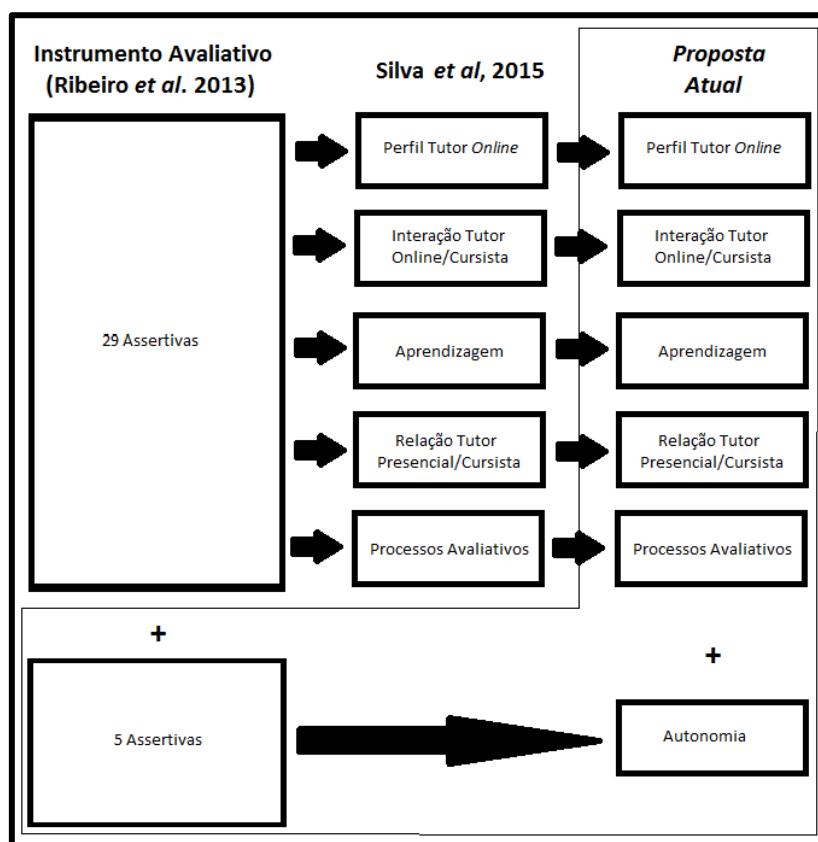 Instrumento Avaliativo
(Ribeiro et al. 2013)
Silva et al, 2015
Proposta
Atual
29 Assertivas
Perfil Tutor Online
Perfil Tutor Online
Interação Tutor
Online/Cursista
Interação Tutor
Online/Cursista
Aprendizagem
Aprendizagem
Relação Tutor
Presencial/Cursista
Relação Tutor
Presencial/Cursista
Processos Avaliativos
Processos Avaliativos
+
+
5 Assertivas
Autonomia